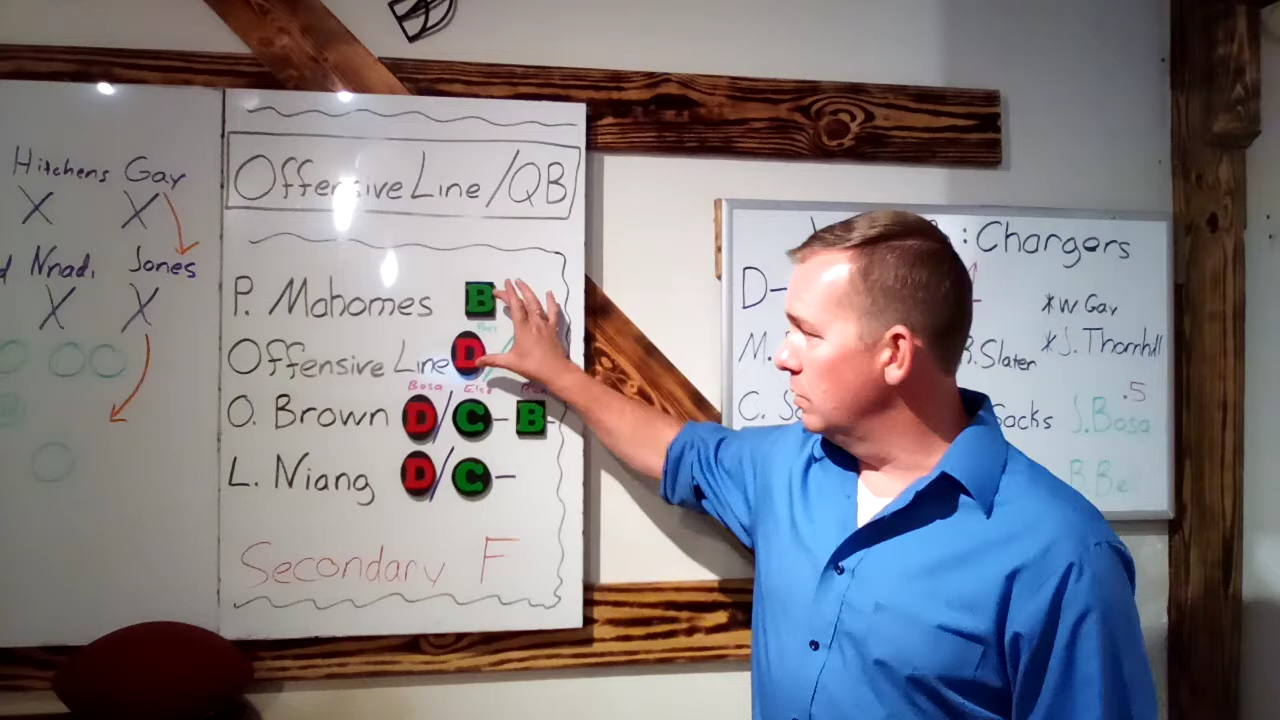 Hitchens Gay
X X
Nnadi Jones
X X
Offensive Line/QB
P. Mahomes B
Offensive Line D
Bosa Else
O. Brown D/C-B-
L. Niang D/C-
Secondary F
: Chargers
D-
*W Gay
M.
R. Slater
*J. Thornhill
.5
C.
Sacks
J. Bosa